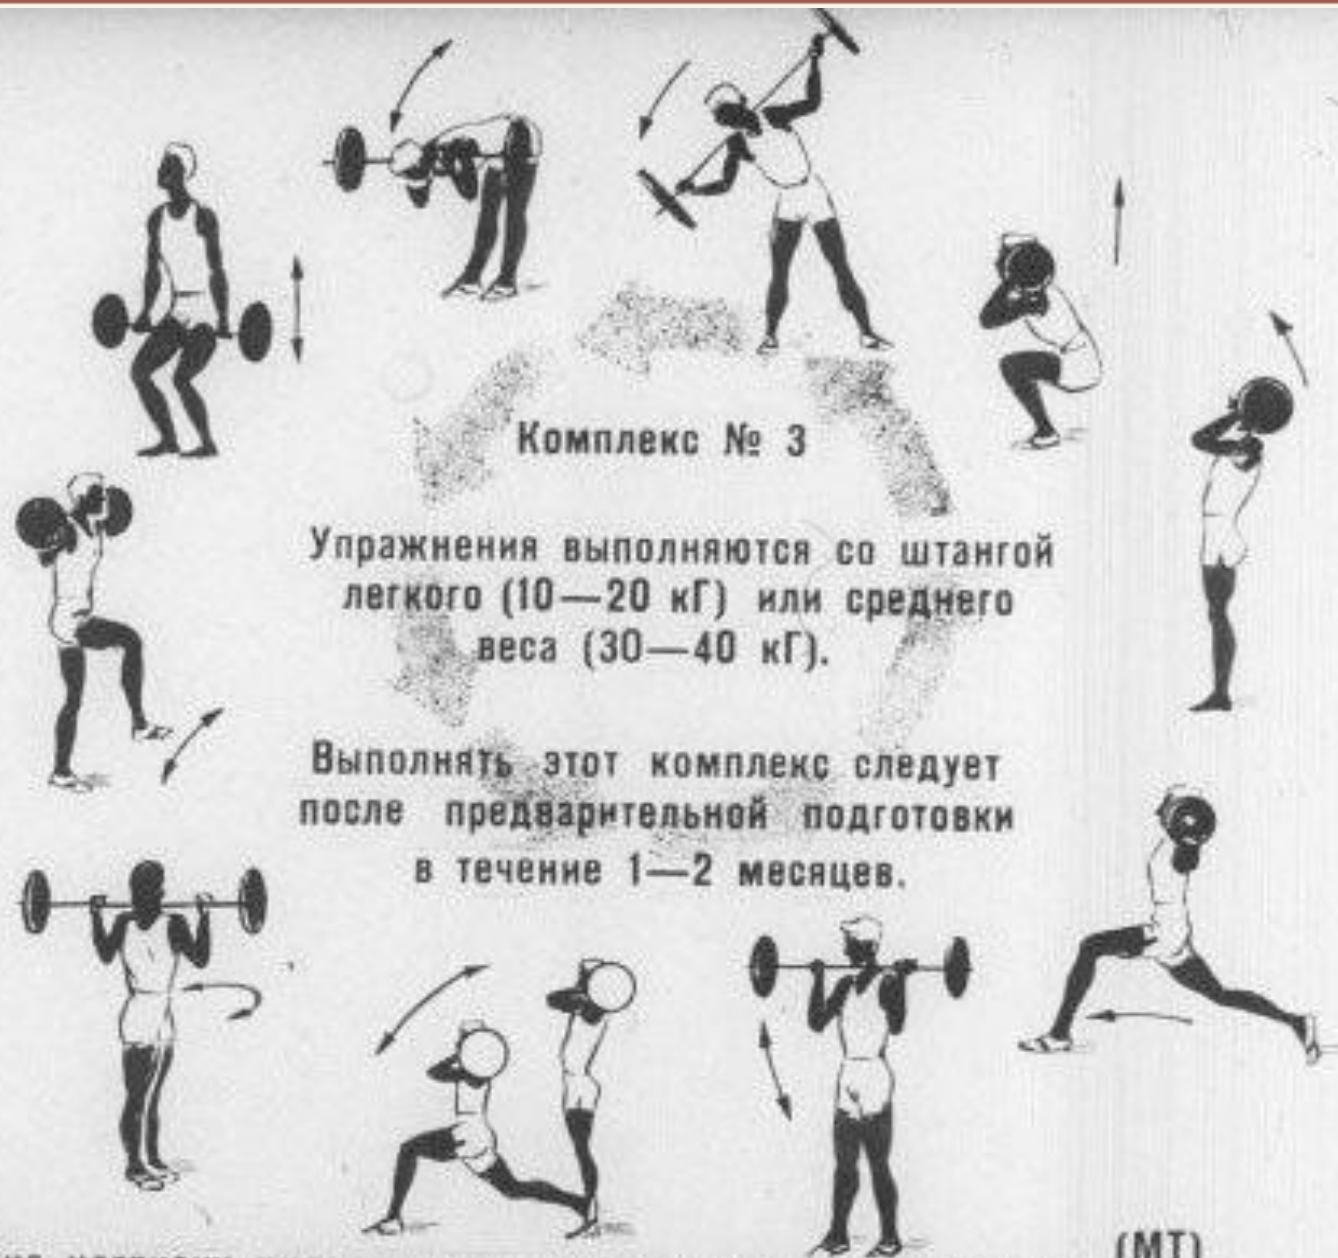 Комплекс № 3
Упражнения выполняются со штангой
легкого (10—20 кГ) или среднего
веса (30—40 кГ).
Выполнять этот комплекс следует
после предварительной подготовки
в течение 1—2 месяцев.
(МТ)